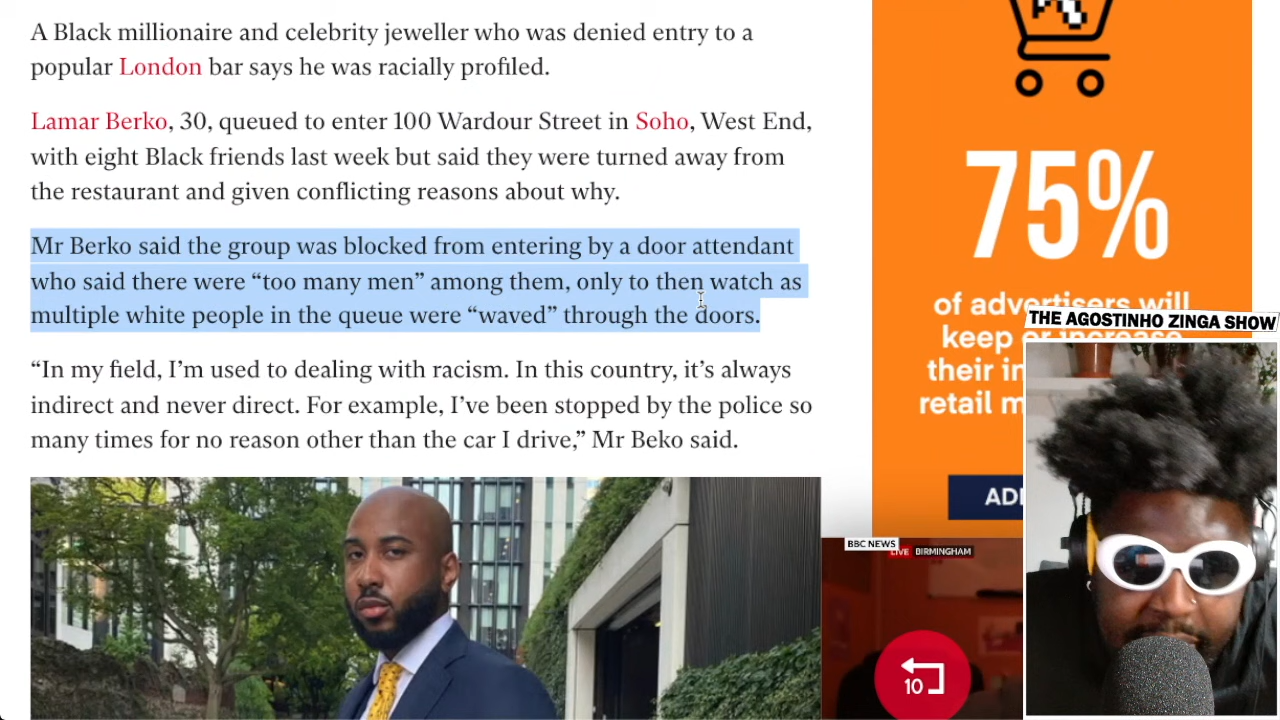 A Black millionaire and celebrity jeweller who was denied entry to a
popular London bar says he was racially profiled.
Lamar Berko, 30, queued to enter 100 Wardour Street in Soho, West End,
with eight Black friends last week but said they were turned away from
the restaurant and given conflicting reasons about why.
Mr Berko said the group was blocked from entering by a door attendant
who said there were “too many men” among them, only to then watch as
multiple white people in the queue were “waved” through the doors.
“In my field, I’m used to dealing with racism. In this country, it’s always
indirect and never direct. For example, I’ve been stopped by the police so
many times for no reason other than the car I drive,” Mr Beko said.
75%
of advertisers will
keep or increase
their in
retail m
THE AGOSTINHO ZINGA SHOW
BBC NEWS
LIVE BIRMINGHAM
10